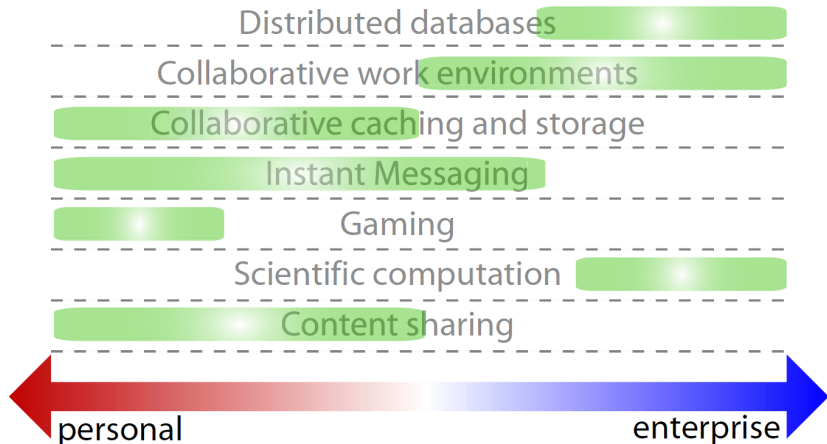 Distributed databases
Collaborative work environments
Collaborative caching and storage
Instant Messaging
Gaming
Scientific computation
Content sharing
personal
enterprise